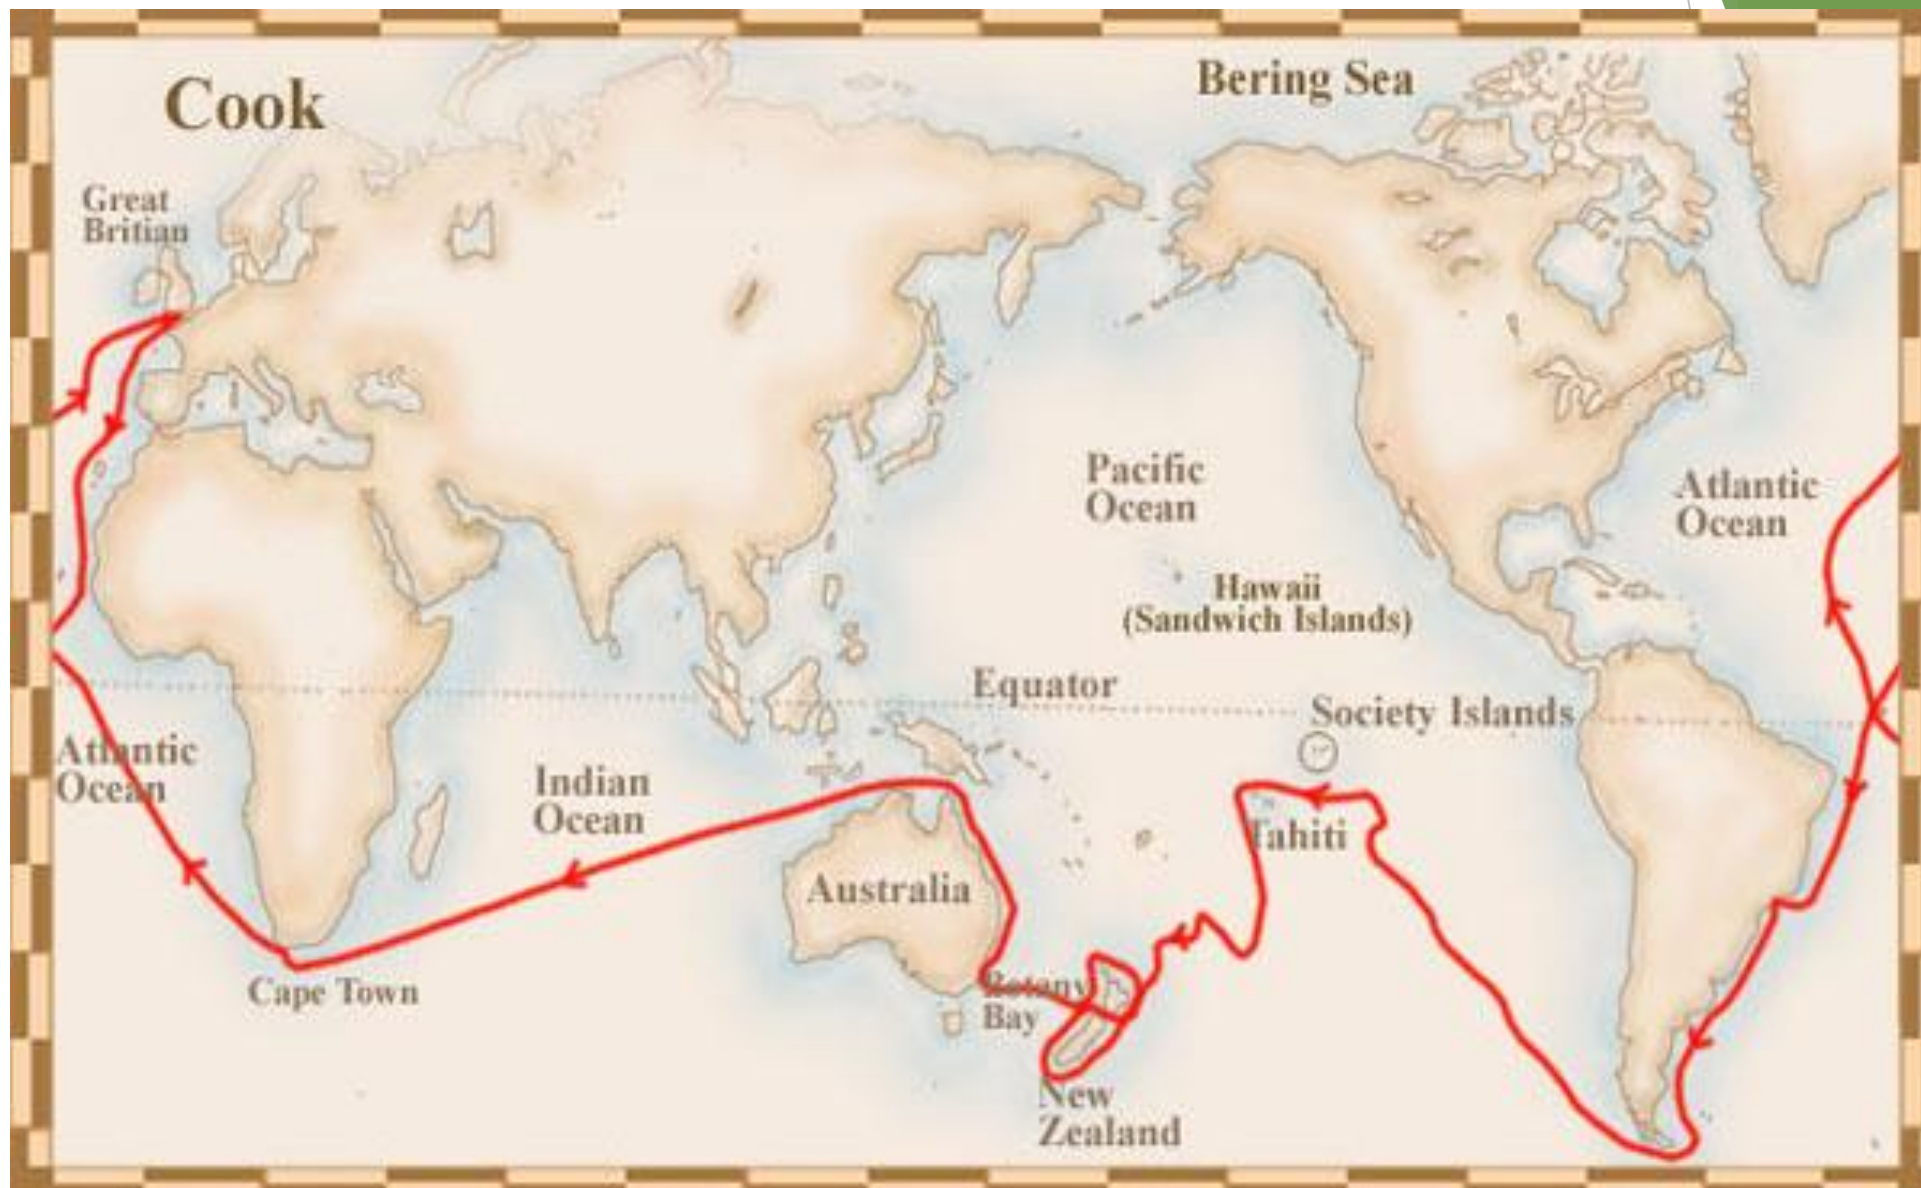 Cook
Bering Sea
Great
Britian
Pacific
Ocean
Atlantic
Ocean
Hawaii
(Sandwich Islands)
Equator
Society Islands
Atlantic
Ocean
Indian
Ocean
Tahiti
Australia
Cape Town
Botany
Bay
New
Zealand